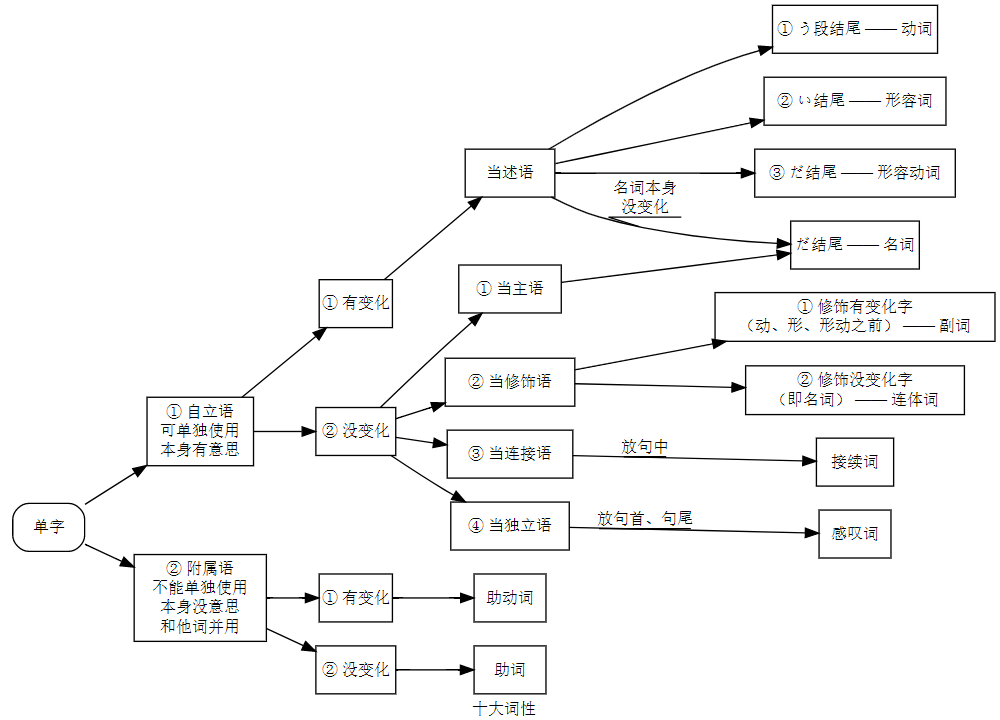 ① う段结尾 —— 动词
② い结尾 —— 形容词
当述语
③ だ结尾 —— 形容动词
名词本身
没变化
だ结尾 —— 名词
① 有变化
① 当主语
① 修饰有变化字
（动、形、形动之前） —— 副词
② 当修饰语
② 修饰没变化字
（即名词） —— 连体词
① 自立语
可单独使用
本身有意思
② 没变化
③ 当连接语
放句中
接续词
单字
④ 当独立语
放句首、句尾
感叹词
② 附属语
不能单独使用
本身没意思
和他词并用
① 有变化
助动词
② 没变化
助词
十大词性